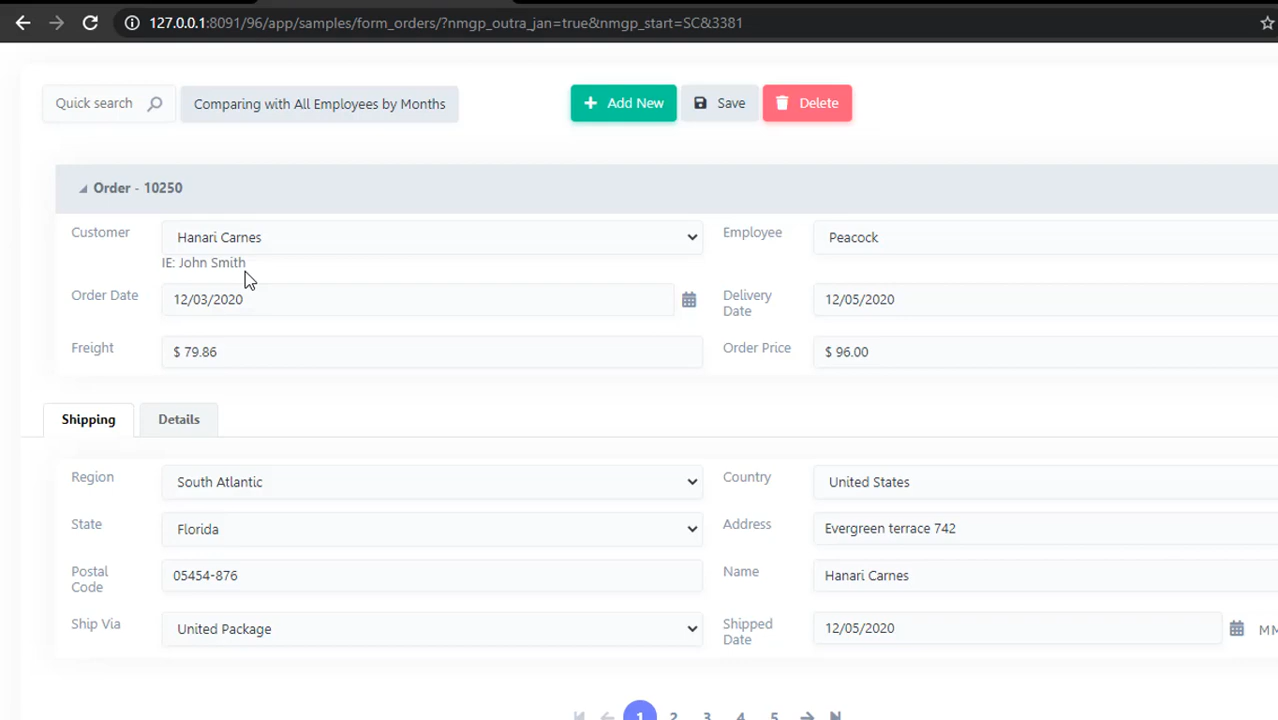 127.0.0.1:8091/96/app/samples/form_orders/?nmgp_outra_jan=true&nmgp_start=SC&3381
Quick search Comparing with All Employees by Months + Add New Save Delete
Order - 10250
Customer Hanari Carnes Employee Peacock
IE: John Smith
Order Date 12/03/2020 Delivery Date 12/05/2020
Freight $ 79.86 Order Price $ 96.00
Shipping Details
Region South Atlantic Country United States
State Florida Address Evergreen terrace 742
Postal Code 05454-876 Name Hanari Carnes
Ship Via United Package Shipped Date 12/05/2020
1 2 3 4 5